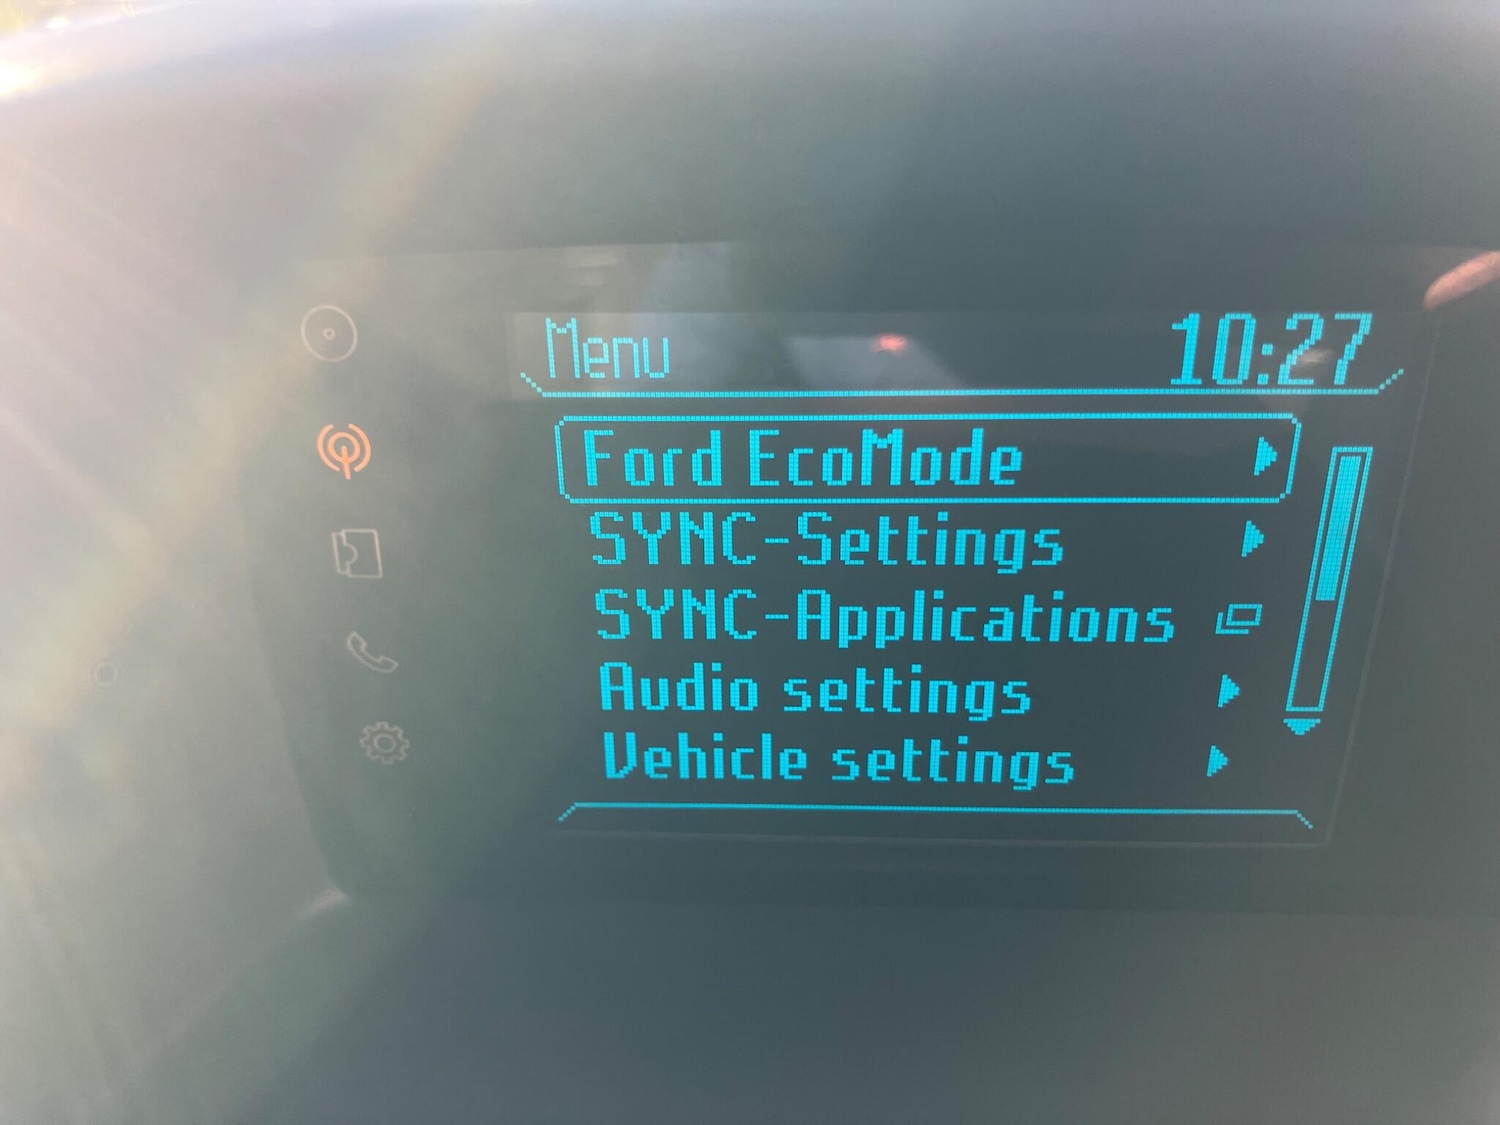 Menu 10:27
Ford EcoMode
SYNC-Settings
SYNC-Applications
Audio settings
Vehicle settings